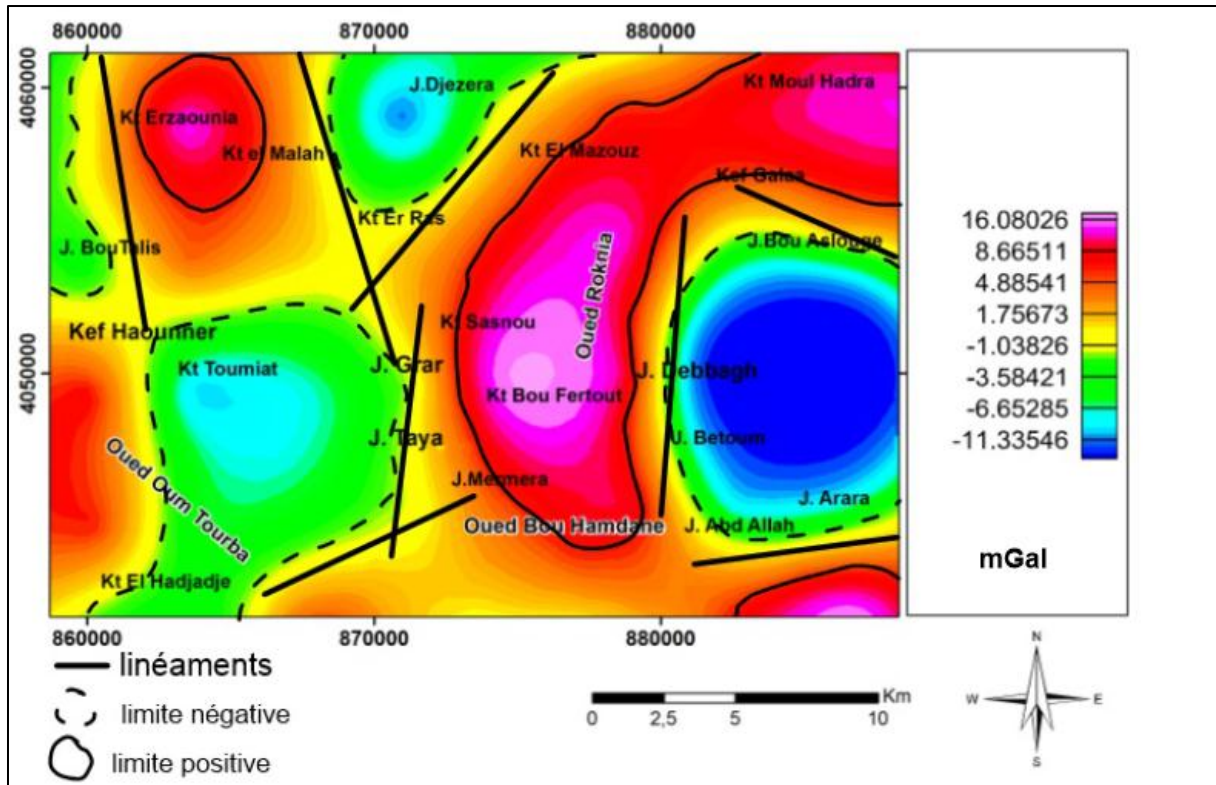 860000 870000 880000
4060000
4050000
J.Djezera
Kt Moul Hadra
Kt Erzaounia
Kt el Malah
Kt El Mazouz
Kef Galaa
Kt Er Ras
J. BouTalis
J.Bou Aslouge
Oued Roknia
Kef Haounner
Kt Sasnou
Kt Toumiat
J. Grar
J. Debbagh
Kt Bou Fertout
J. Taya
J. Betoum
Oued Oum Tourba
J.Mermera
J. Arara
Oued Bou Hamdane
J. Abd Allah
Kt El Hadjadje
860000 870000 880000
16.08026
8.66511
4.88541
1.75673
-1.03826
-3.58421
-6.65285
-11.33546
mGal
linéaments
limite négative
limite positive
Km
0 2,5 5 10
N
W E
S